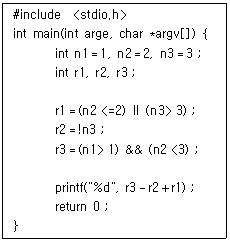 #include <stdio.h>
int main(int arge, char *argv[]) {
int n1 = 1, n2 = 2, n3 = 3 ;
int r1, r2, r3 ;
r1 = (n2 <=2) || (n3> 3) ;
r2 = !n3 ;
r3 = (n1> 1) && (n2 <3) ;
printf("%d", r3 - r2 + r1) ;
return 0 ;
}